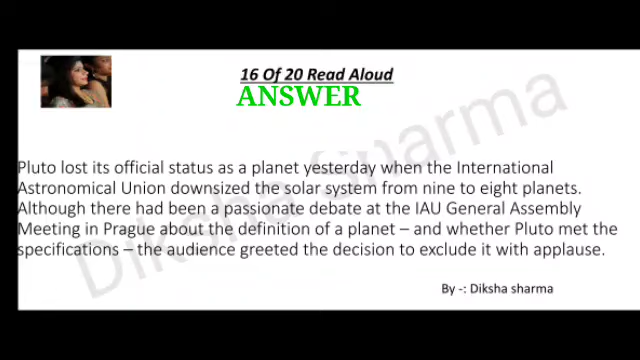 16 Of 20 Read Aloud
ANSWER
Pluto lost its official status as a planet yesterday when the International
Astronomical Union downsized the solar system from nine to eight planets.
Although there had been a passionate debate at the IAU General Assembly
Meeting in Prague about the definition of a planet – and whether Pluto met the
specifications – the audience greeted the decision to exclude it with applause.
By -: Diksha sharma
Diksha Sharma